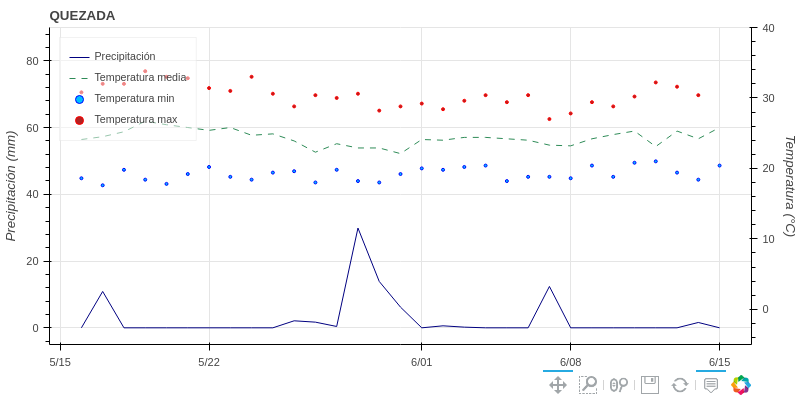 QUEZADA
Precipitación
Temperatura media
Temperatura min
Temperatura max
Precipitación (mm)
80
60
40
20
0
Temperatura (°C)
40
30
20
10
0
5/15
5/22
6/01
6/08
6/15